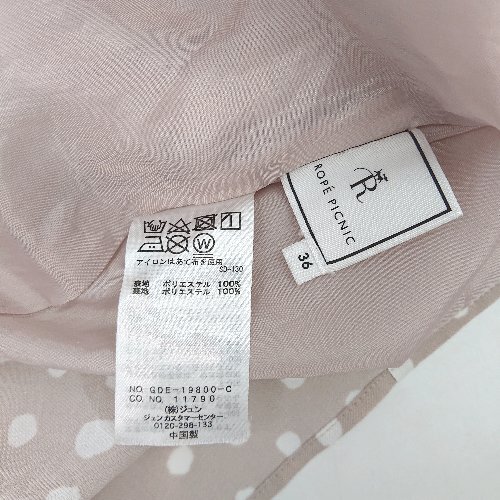 R
ROPÉ PICNIC
36
W
アイロンはあて布を使用
SD-130
表地 ポリエステル 100%
裏地 ポリエステル 100%
NO. GDE-19800-C
CO.NO. 11790
(株)ジュン
ジュンカスタマーセンター
0120-298-133
中国製